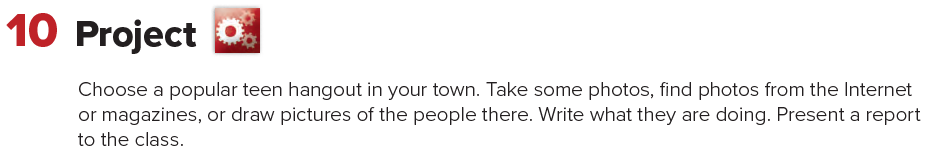 10 Project
Choose a popular teen hangout in your town. Take some photos, find photos from the Internet
or magazines, or draw pictures of the people there. Write what they are doing. Present a report
to the class.